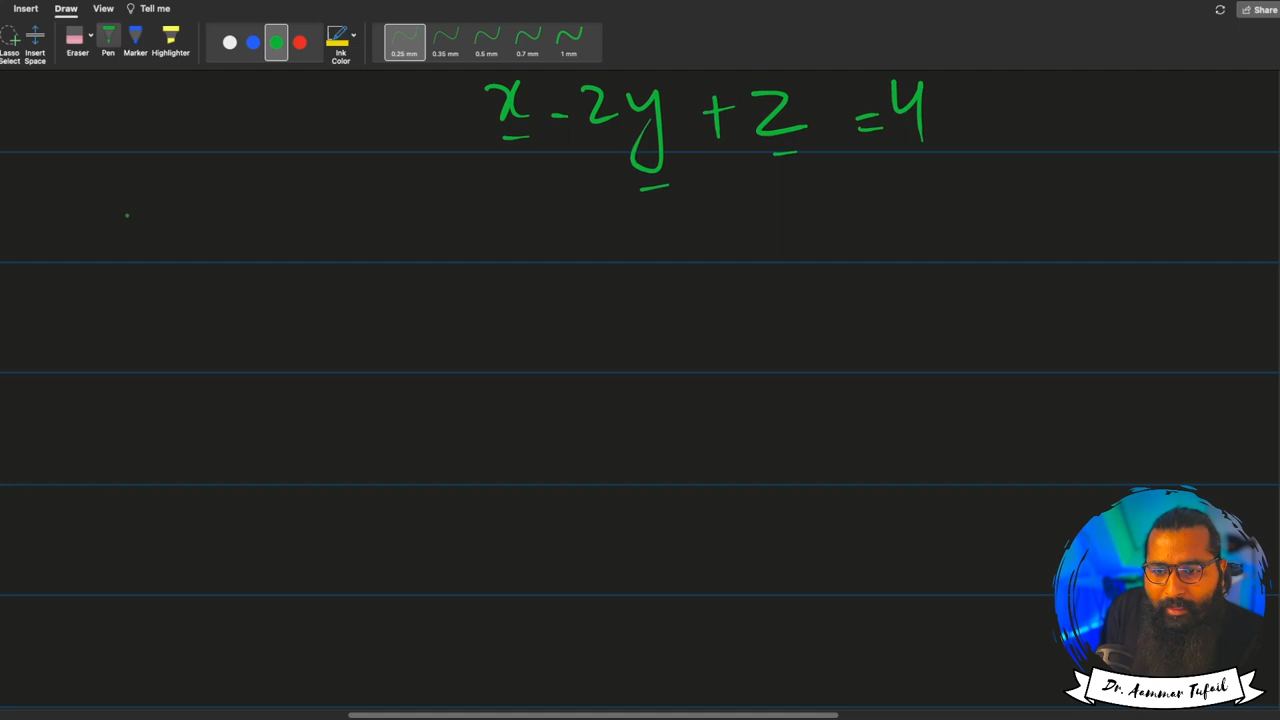 Insert Draw View Tell me Share
Lasso Select
Insert Space
Eraser
Pen
Marker
Highlighter
Ink Color
0.25 mm 0.35 mm 0.5 mm 0.7 mm 1 mm
x - 2y + z = 4
Dr. Aammar Tufail